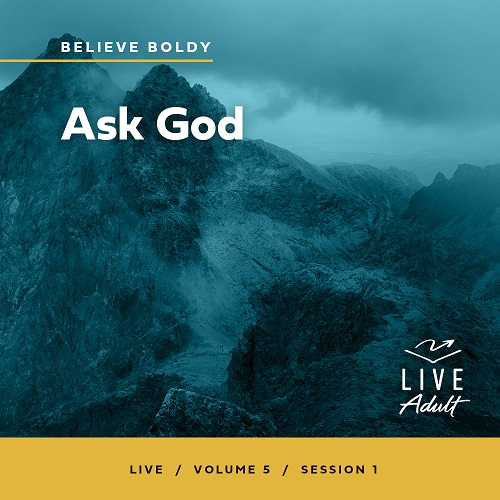 BELIEVE BOLDY
Ask God
LIVE
Adult
LIVE / VOLUME 5 / SESSION 1